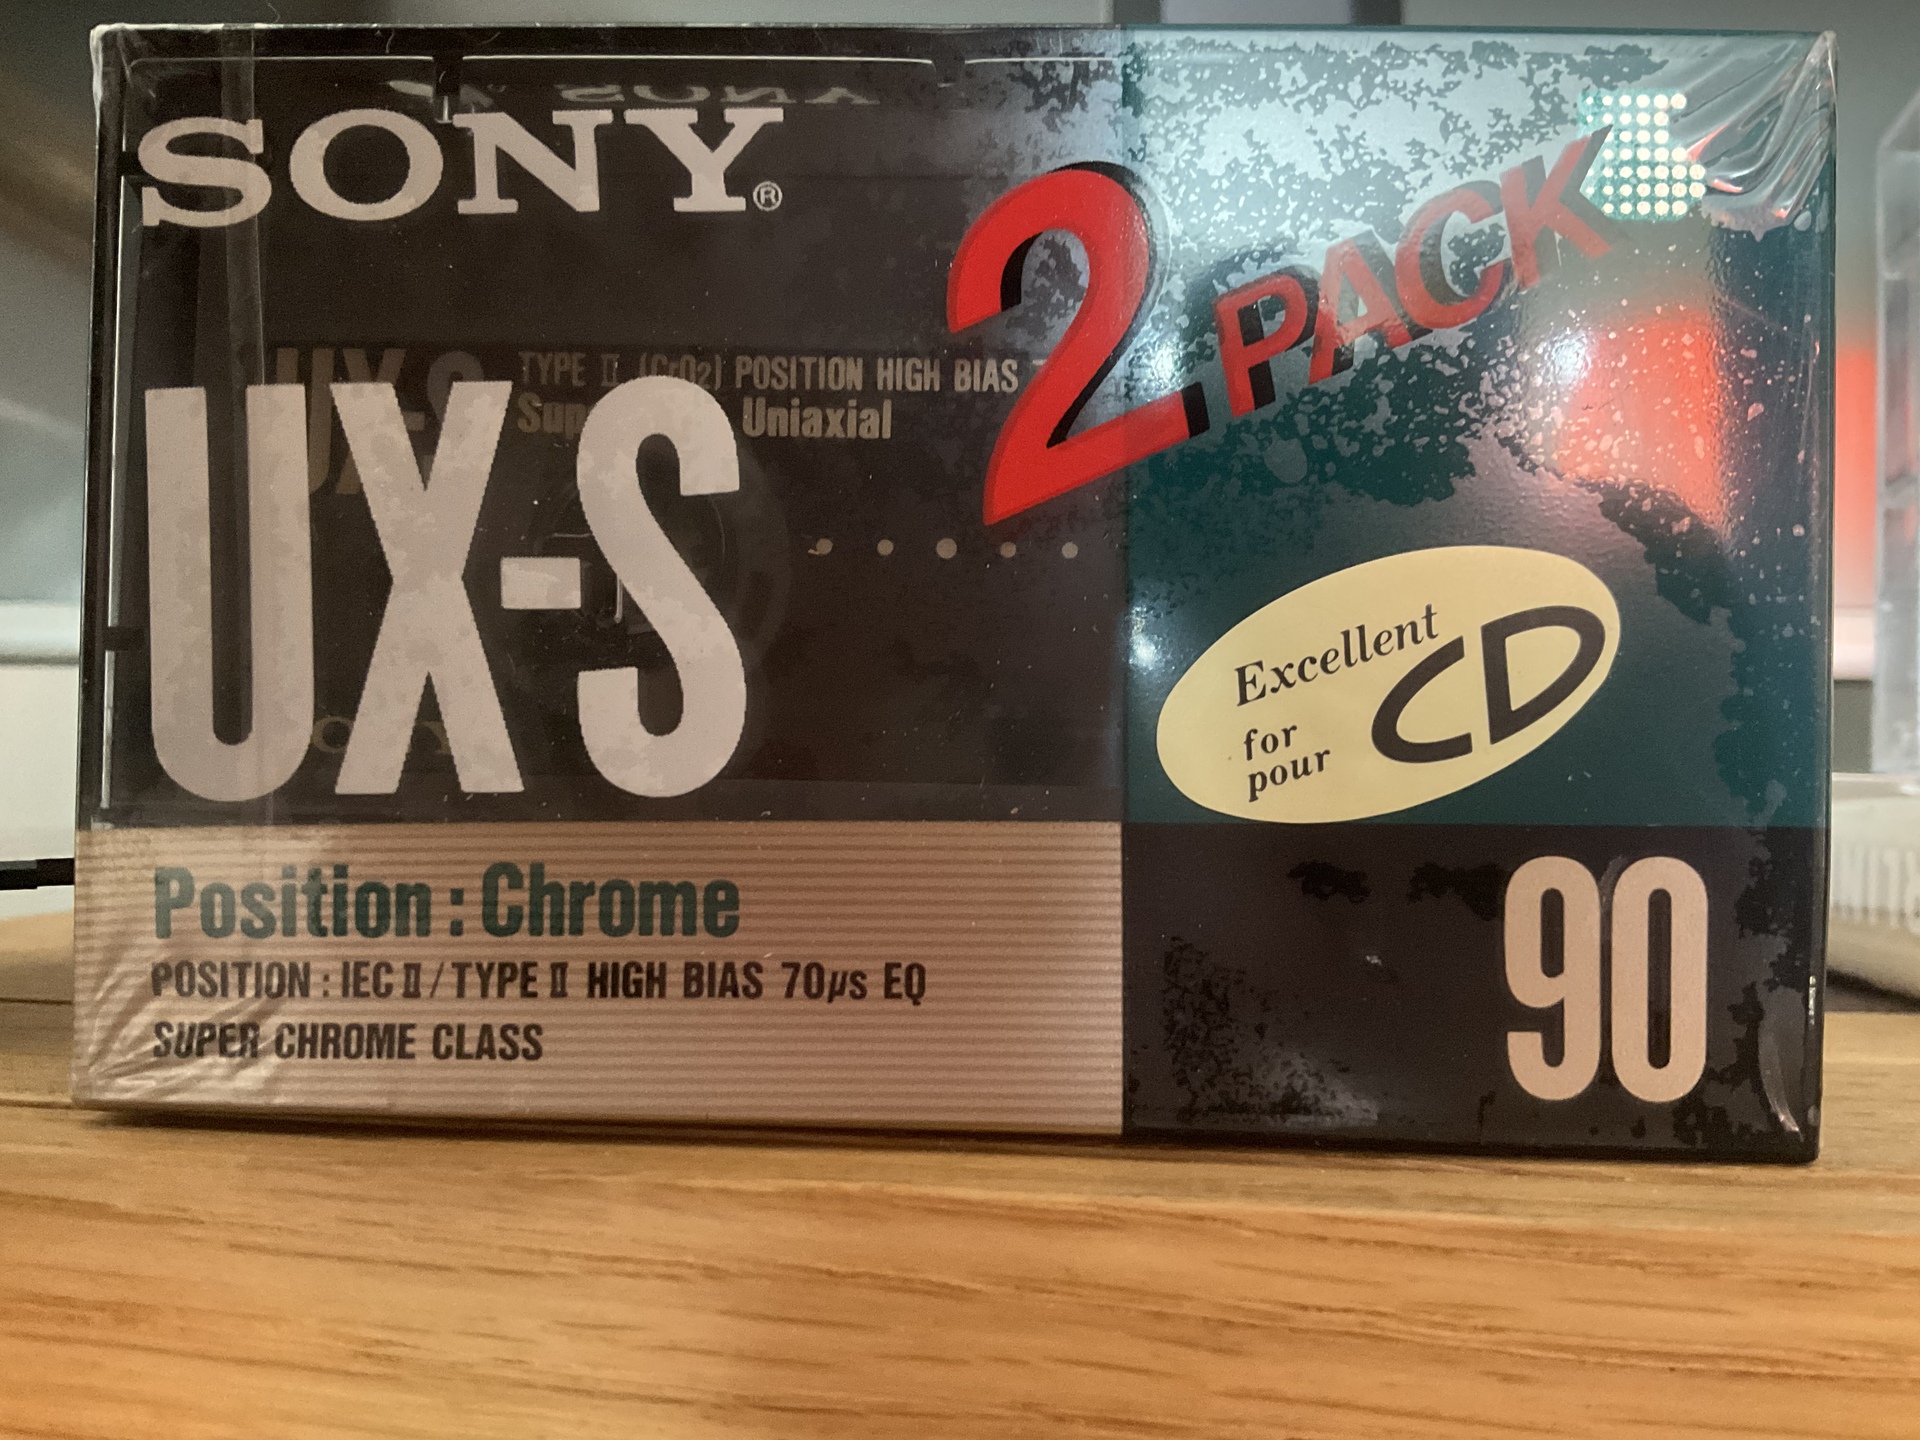 SONY®
2 PACK
UX-S
TYPE II (CrO2) POSITION HIGH BIAS
Uniaxial
UX-S
Excellent
for
pour
CD
Position : Chrome
POSITION : IEC II / TYPE II HIGH BIAS 70µs EQ
SUPER CHROME CLASS
90